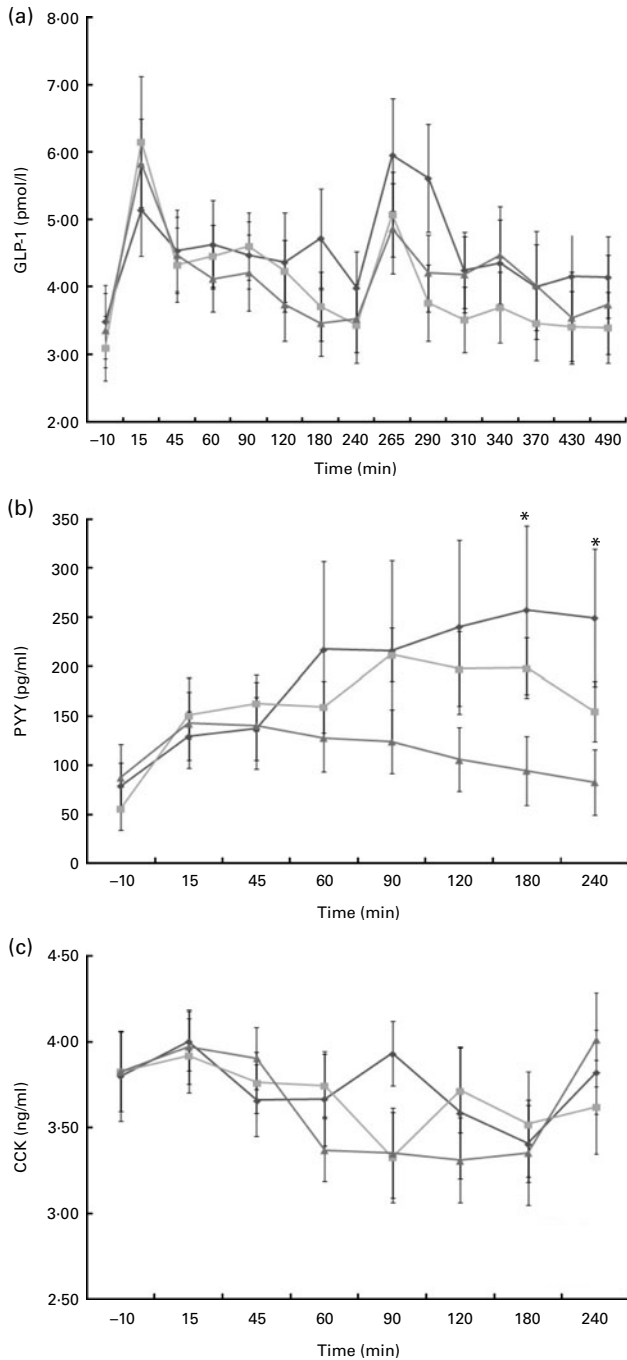 (a)
8·00
7·00
6·00
5·00
4·00
3·00
2·00
GLP-1 (pmol/l)
−10 15 45 60 90 120 180 240 265 290 310 340 370 430 490
Time (min)
(b)
350
300
250
200
150
100
50
0
PYY (pg/ml)
* *
−10 15 45 60 90 120 180 240
Time (min)
(c)
4·50
4·00
3·50
3·00
2·50
CCK (ng/ml)
−10 15 45 60 90 120 180 240
Time (min)